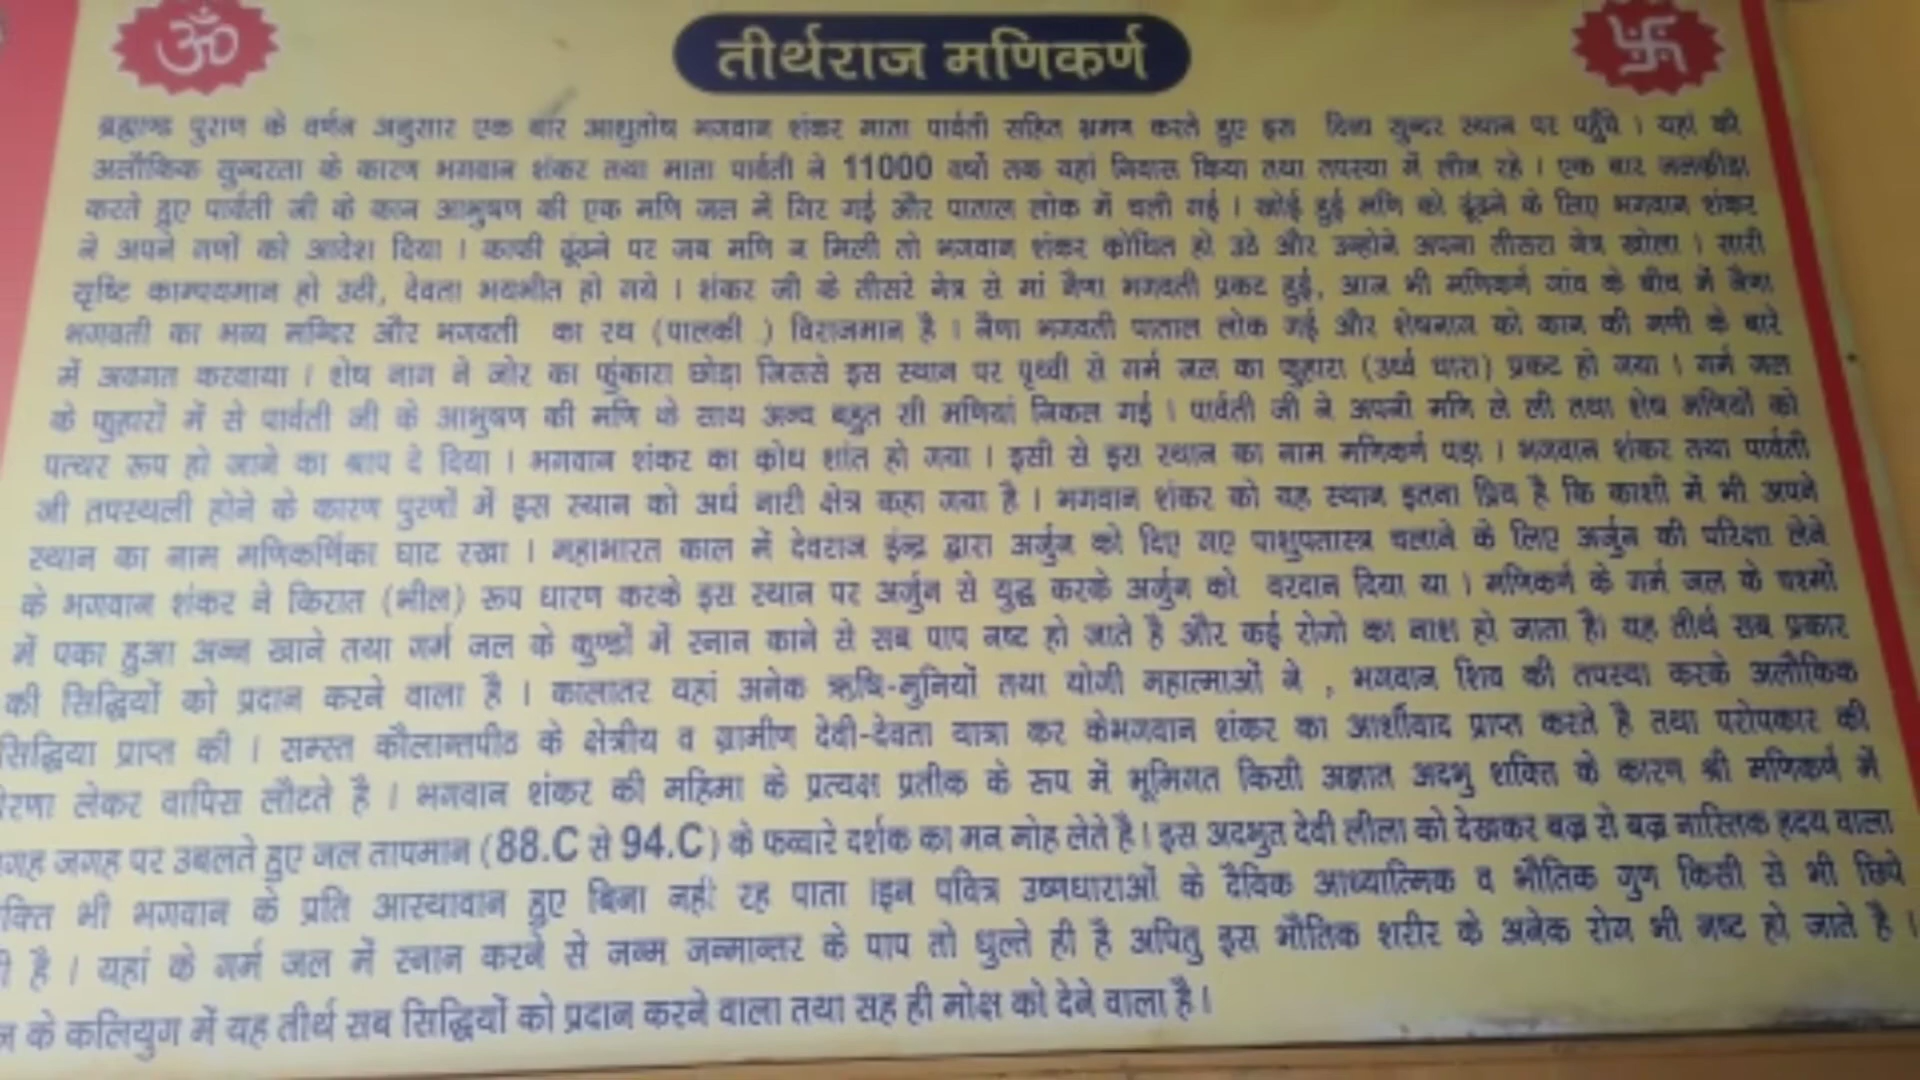 ॐ
तीर्थराज मणिकर्ण
ब्रह्माण्ड पुराण के वर्णन अनुसार एक बार आशुतोष भगवान शंकर माता पार्वती सहित भ्रमण करते हुए इस दिव्य सुन्दर स्थान पर पहुँचे । यहां की
अलौकिक सुन्दरता के कारण भगवान शंकर तथा माता पार्वती ने 11000 वर्षो तक यहां निवास किया तथा तपस्या में लीन रहे । एक बार जलक्रीड़ा
करते हुए पार्वती जी के कान आभुषण की एक मणि जल में गिर गई और पाताल लोक में चली गई । खोई हुई मणि को ढूंढने के लिए भगवान शंकर
ने अपने गणों को आदेश दिया । काफी ढूंढने पर जब मणि न मिली तो भगवान शंकर क्रोधित हो उठे और उन्होने अपना तीसरा नेत्र खोला । सारी
सृष्टि काम्पयमान हो उठी, देवता भयभीत हो गये । शंकर जी के तीसरे नेत्र से मां नैणा भगवती प्रकट हुई, आज भी मणिकर्ण गांव के बीच में नैणा
भगवती का भव्य मन्दिर और भगवती का रथ (पालकी ) विराजमान है । नैणा भगवती पाताल लोक गई और शेषनाग को कान की मणी के बारे
में अवगत करवाया । शेष नाग ने जोर का फुंकारा छोड़ा जिससे इस स्थान पर पृथ्वी से गर्म जल का फुहारा (उर्ध्व धारा) प्रकट हो गया । गर्म जल
के फुहारों में से पार्वती जी के आभुषण की मणि के साथ अन्य बहुत सी मणियां निकल गई । पार्वती जी ने अपनी मणि ले ली तथा शेष मणियों को
पत्थर रूप हो जाने का श्राप दे दिया । भगवान शंकर का क्रोध शांत हो गया । इसी से इस स्थान का नाम मणिकर्ण पड़ा । भगवान शंकर तथा पार्वती
जी तपस्थली होने के कारण पुरणों में इस स्थान को अर्ध नारी क्षेत्र कहा गया है । भगवान शंकर को यह स्थान इतना प्रिय है कि काशी में भी अपने
स्थान का नाम मणिकर्णिका घाट रखा । महाभारत काल में देवराज इंन्द्र द्वारा अर्जुन को दिए गए पाशुपतास्त्र चलाने के लिए अर्जुन की परिक्षा लेने
के भगवान शंकर ने किरात (भील) रूप धारण करके इस स्थान पर अर्जुन से युद्ध करके अर्जुन को वरदान दिया था । मणिकर्ण के गर्म जल के चश्मों
में पका हुआ अन्न खाने तथा गर्म जल के कुण्डों में स्नान काने से सब पाप नष्ट हो जाते है और कई रोगो का नाश हो जाता है। यह तीर्थ सब प्रकार
की सिद्धियों को प्रदान करने वाला है । कालातर यहां अनेक ऋषि-मुनियों तथा योगी महात्माओं ने , भगवान शिव की तपस्या करके अलौकिक
सिद्धिया प्राप्त की । समस्त कौलान्तपीठ के क्षेत्रीय व ग्रामीण देवी-देवता यात्रा कर केभगवान शंकर का आर्शीवाद प्राप्त करते है तथा परोपकार की
रणा लेकर वापिस लौटते है । भगवान शंकर की महिमा के प्रत्यक्ष प्रतीक के रूप में भूमिगत किसी अज्ञात अदभु शक्ति के कारण श्री मणिकर्ण में
गह जगह पर उबलते हुए जल तापमान (88.C से 94.C) के फव्वारे दर्शक का मन मोह लेते है । इस अदभुत देवी लीला को देखकर बज्र से बज्र नास्तिक हृदय वाला
क्ति भी भगवान के प्रति आस्थावान हुए बिना नहीं रह पाता ।इन पवित्र उष्णधाराओं के दैविक आध्यात्मिक व भौतिक गुण किसी से भी छिपे
है । यहां के गर्म जल में स्नान करने से जन्म जन्मान्तर के पाप तो धुल्ते ही है अपितु इस भौतिक शरीर के अनेक रोग भी नष्ट हो जाते है ।
के कलियुग में यह तीर्थ सब सिद्धियों को प्रदान करने वाला तथा सह ही मोक्ष को देने वाला है ।